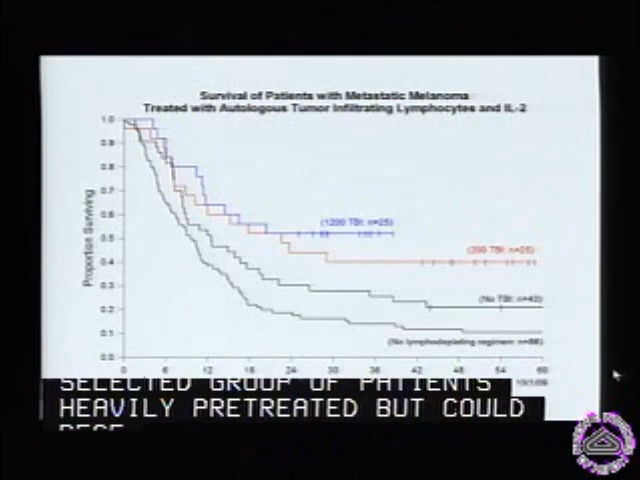 Survival of Patients with Metastatic Melanoma
Treated with Autologous Tumor Infiltrating Lymphocytes and IL-2
Proportion Surviving
1.0
0.9
0.8
0.7
0.6
0.5
0.4
0.3
0.2
0.1
0.0
(1200 TBI: n=25)
(200 TBI: n=25)
(No TBI: n=43)
(No lymphodepleting regimen: n=86)
0 6 12 18 24 30 36 42 48 54 60
SELECTED GROUP OF PATIENTS
HEAVILY PRETREATED BUT COULD